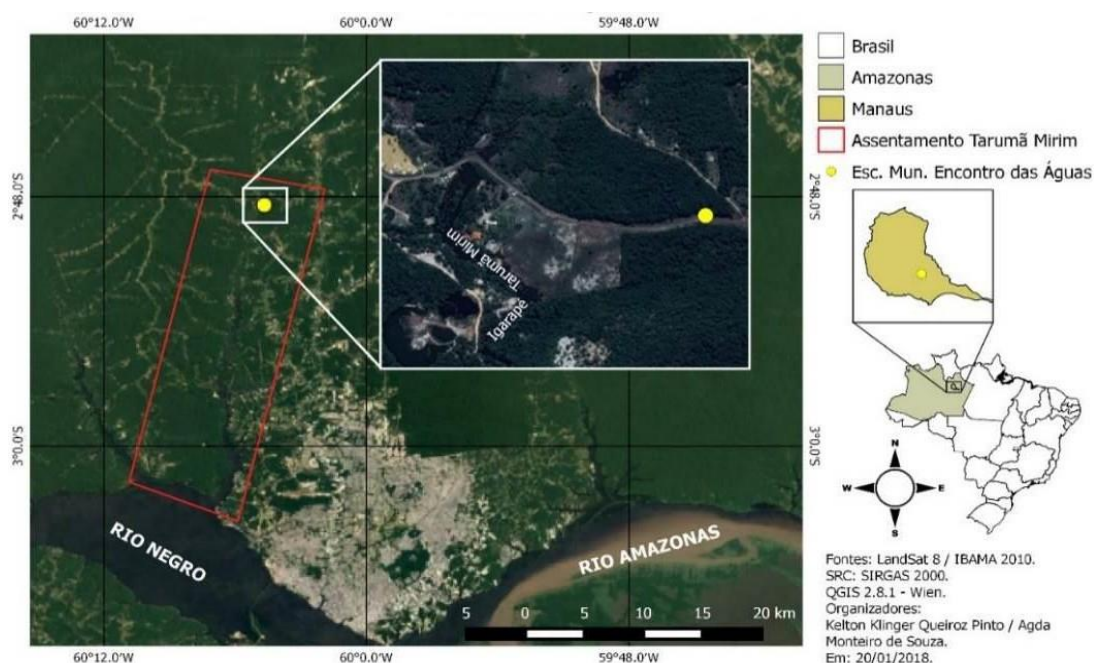 60°12.0'W
60°0.0'W
59°48.0'W
2°48.0'S
2°48.0'S
3°0.0'S
3°0.0'S
Tarumã Mirim
Igarapé
RIO NEGRO
RIO AMAZONAS
5 0 5 10 15 20 km
60°12.0'W
60°0.0'W
59°48.0'W
Brasil
Amazonas
Manaus
Assentamento Tarumã Mirim
Esc. Mun. Encontro das Águas
N
W
E
S
Fontes: LandSat 8 / IBAMA 2010.
SRC: SIRGAS 2000.
QGIS 2.8.1 - Wien.
Organizadores:
Kelton Klinger Queiroz Pinto / Agda
Monteiro de Souza.
Em: 20/01/2018.